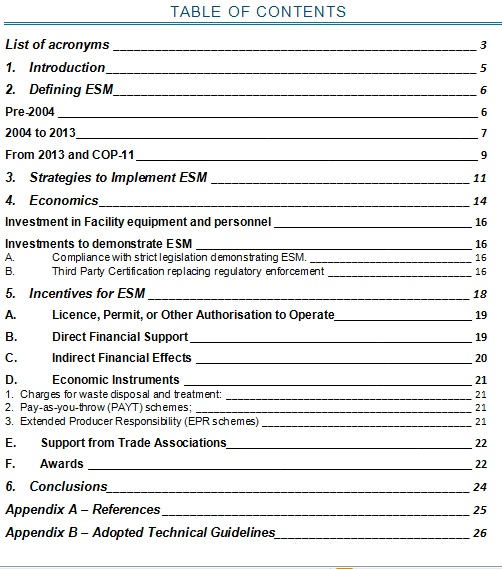 TABLE OF CONTENTS
List of acronyms 3
1. Introduction 5
2. Defining ESM 6
Pre-2004 6
2004 to 2013 7
From 2013 and COP-11 9
3. Strategies to Implement ESM 11
4. Economics 14
Investment in Facility equipment and personnel 16
Investments to demonstrate ESM 16
A. Compliance with strict legislation demonstrating ESM. 16
B. Third Party Certification replacing regulatory enforcement 16
5. Incentives for ESM 18
A. Licence, Permit, or Other Authorisation to Operate 19
B. Direct Financial Support 19
C. Indirect Financial Effects 20
D. Economic Instruments 21
1. Charges for waste disposal and treatment: 21
2. Pay-as-you-throw (PAYT) schemes; 21
3. Extended Producer Responsibility (EPR schemes) 21
E. Support from Trade Associations 22
F. Awards 22
6. Conclusions 24
Appendix A – References 25
Appendix B – Adopted Technical Guidelines 26